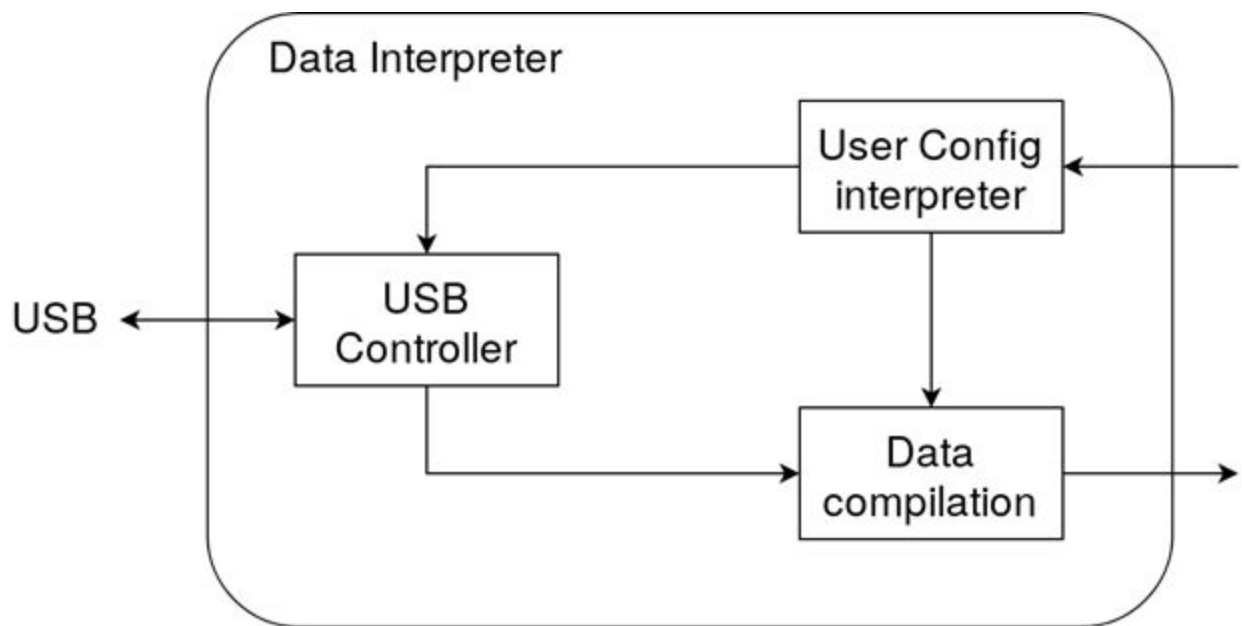 Data Interpreter
User Config
interpreter
USB
USB
Controller
Data
compilation